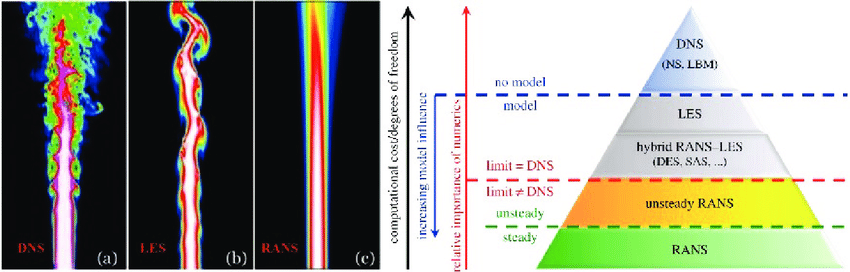 DNS
(a)
LES
(b)
RANS
(c)
computational cost/degrees of freedom
increasing model influence
relative importance of numerics
no model
model
limit = DNS
limit ≠ DNS
unsteady
steady
DNS
(NS, LBM)
LES
hybrid RANS–LES
(DES, SAS, ...)
unsteady RANS
RANS